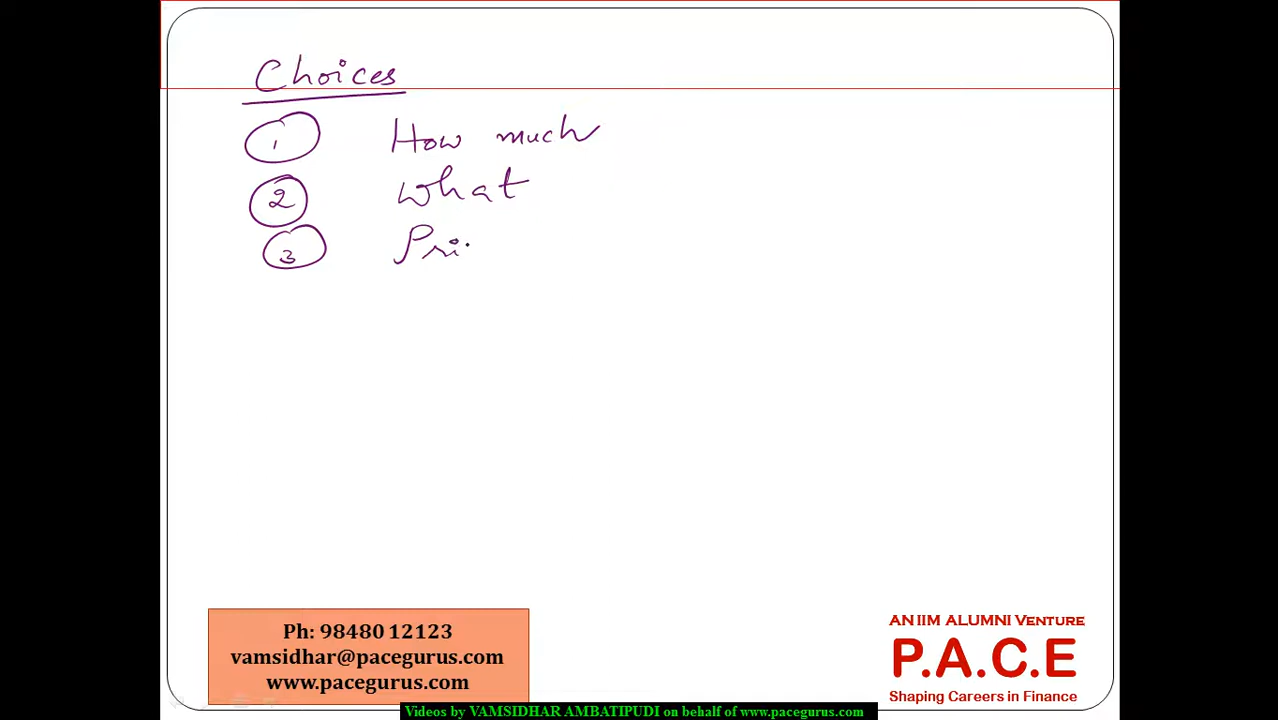 Choices
1 How much
2 What
3 Pri
Ph: 98480 12123
vamsidhar@pacegurus.com
www.pacegurus.com
AN IIM ALUMNI VENTURE
P.A.C.E
Shaping Careers in Finance
Videos by VAMSIDHAR AMBATIPUDI on behalf of www.pacegurus.com